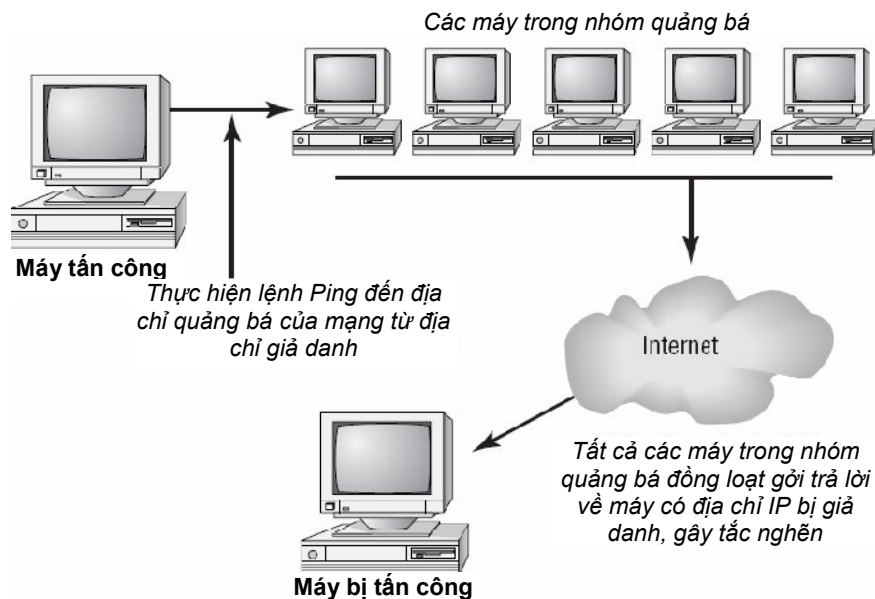 Các máy trong nhóm quảng bá
Máy tấn công
Thực hiện lệnh Ping đến địa
chỉ quảng bá của mạng từ địa
chỉ giả danh
Internet
Tất cả các máy trong nhóm
quảng bá đồng loạt gởi trả lời
về máy có địa chỉ IP bị giả
danh, gây tắc nghẽn
Máy bị tấn công